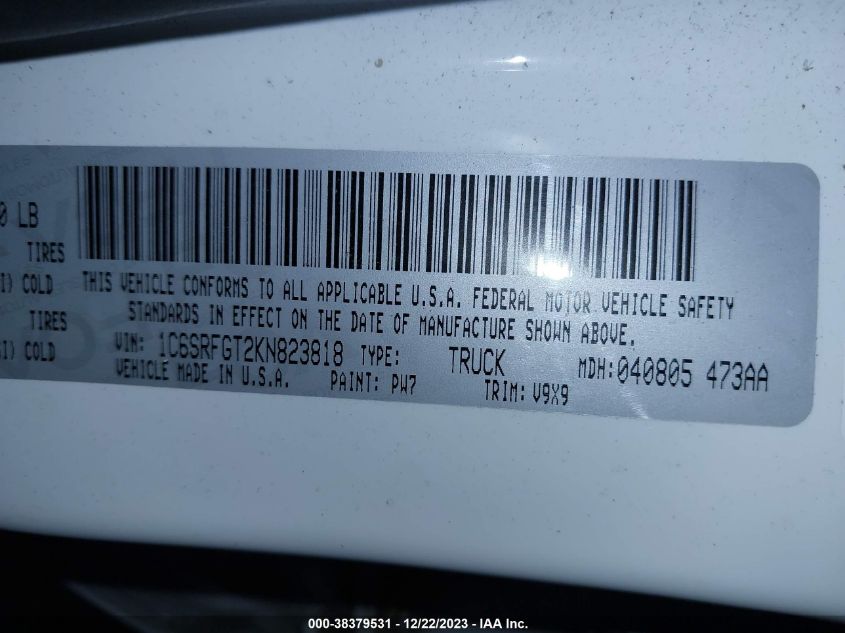 0 LB
TIRES
I) COLD
TIRES
SI) COLD
THIS VEHICLE CONFORMS TO ALL APPLICABLE U.S.A. FEDERAL MOTOR VEHICLE SAFETY
STANDARDS IN EFFECT ON THE DATE OF MANUFACTURE SHOWN ABOVE.
VIN: 1C6SRFGT2KN823818 TYPE: TRUCK MDH:040805 473AA
VEHICLE MADE IN U.S.A. PAINT: PW7 TRIM: V9X9
000-38379531 - 12/22/2023 - IAA Inc.